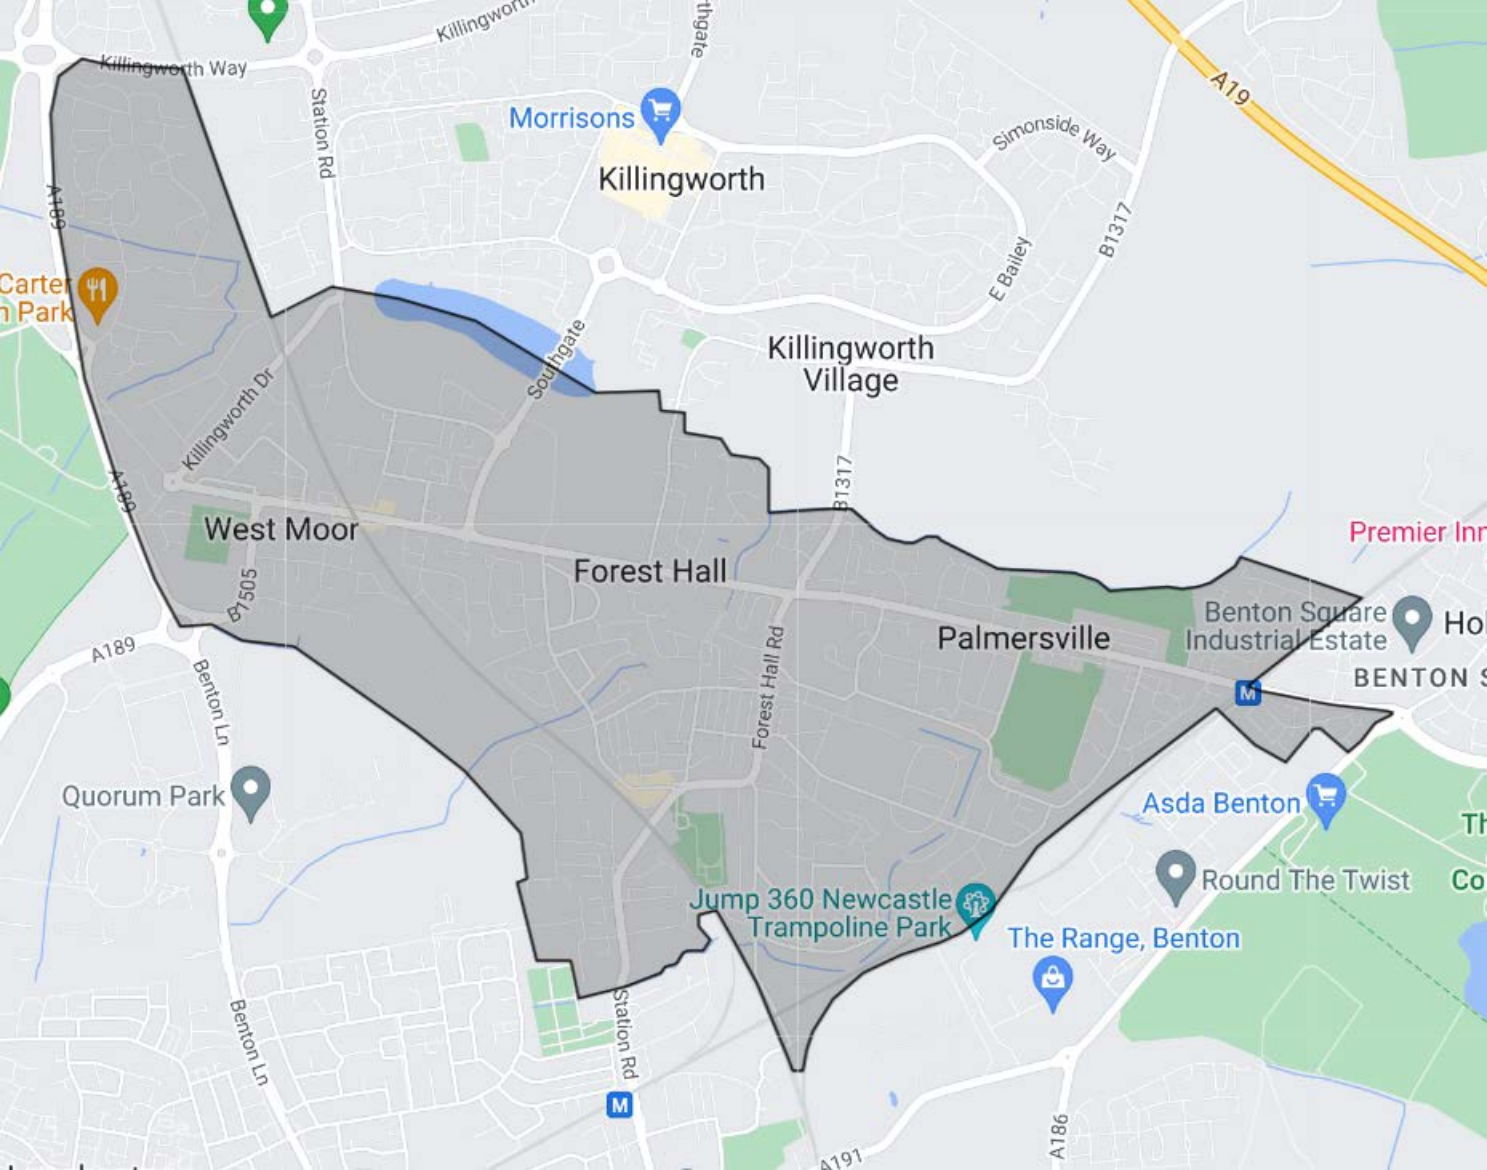 Killingworth
Killingworth Way
thgate
A19
Station Rd
Morrisons
Simonside Way
Killingworth
A189
B1317
E Bailey
Carter
n Park
Southgate
Killingworth
Village
Killingworth Dr
A189
B1317
West Moor
Premier Inn
Forest Hall
B1505
Benton Square
Industrial Estate
Hol
Palmersville
A189
Forest Hall Rd
BENTON S
M
Benton Ln
Quorum Park
Asda Benton
Th
Round The Twist
Co
Jump 360 Newcastle
Trampoline Park
The Range, Benton
Station Rd
Benton Ln
M
A186
A191